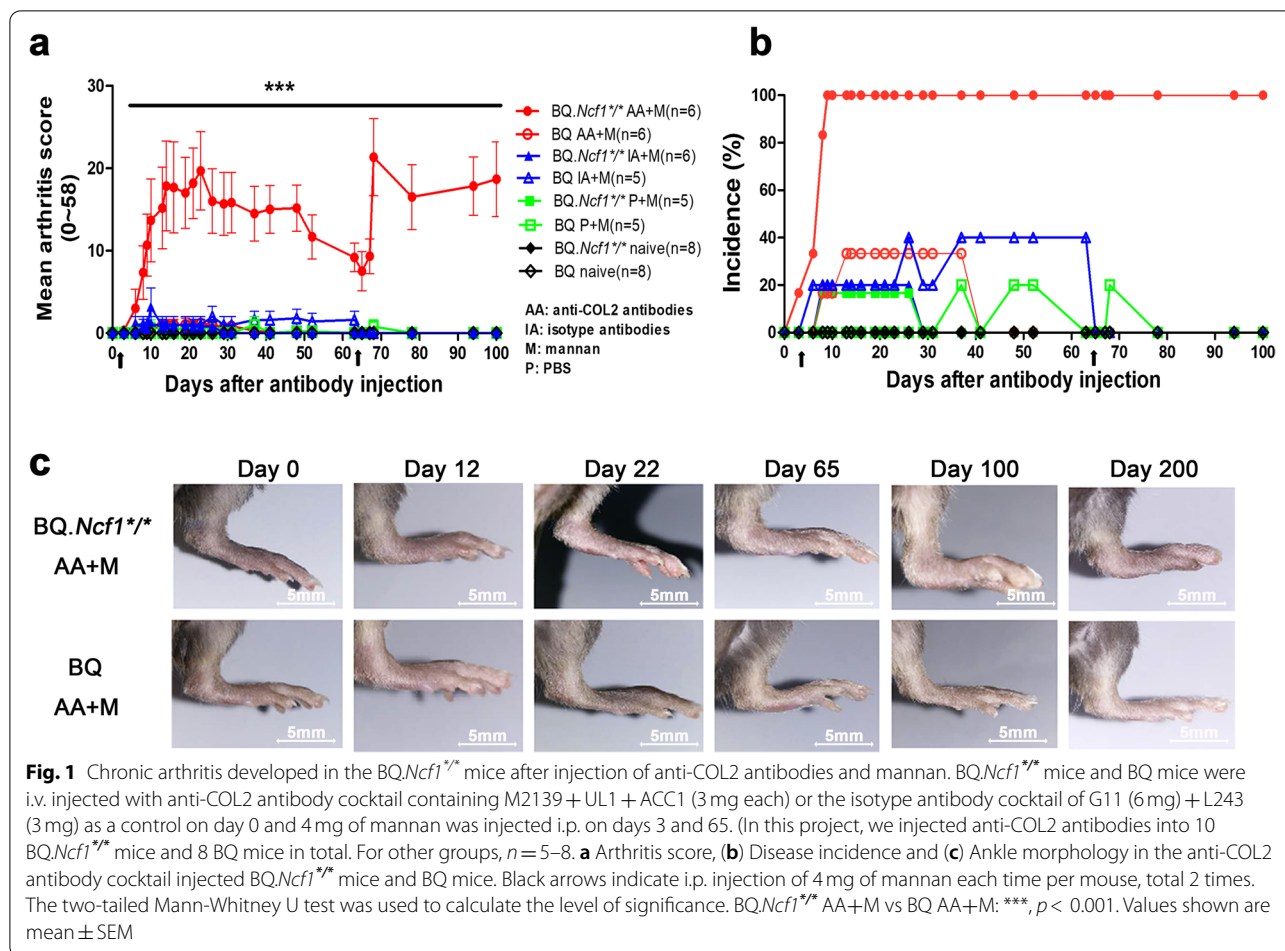 a
Mean arthritis score
(0~58)
30
20
10
0
***
0 10 20 30 40 50 60 70 80 90 100
Days after antibody injection
BQ.Ncf1*/* AA+M(n=6)
BQ AA+M(n=6)
BQ.Ncf1*/* IA+M(n=6)
BQ IA+M(n=5)
BQ.Ncf1*/* P+M(n=5)
BQ P+M(n=5)
BQ.Ncf1*/* naive(n=8)
BQ naive(n=8)
AA: anti-COL2 antibodies
IA: isotype antibodies
M: mannan
P: PBS
b
Incidence (%)
100
80
60
40
20
0
0 10 20 30 40 50 60 70 80 90 100
Days after antibody injection
c
Day 0 Day 12 Day 22 Day 65 Day 100 Day 200
BQ.Ncf1*/*
AA+M
5mm 5mm 5mm 5mm 5mm 5mm
BQ
AA+M
5mm 5mm 5mm 5mm 5mm 5mm
Fig. 1 Chronic arthritis developed in the BQ.Ncf1*/* mice after injection of anti-COL2 antibodies and mannan. BQ.Ncf1*/* mice and BQ mice were
i.v. injected with anti-COL2 antibody cocktail containing M2139 + UL1 + ACC1 (3 mg each) or the isotype antibody cocktail of G11 (6 mg) + L243
(3 mg) as a control on day 0 and 4 mg of mannan was injected i.p. on days 3 and 65. (In this project, we injected anti-COL2 antibodies into 10
BQ.Ncf1*/* mice and 8 BQ mice in total. For other groups, n = 5–8. a Arthritis score, (b) Disease incidence and (c) Ankle morphology in the anti-COL2
antibody cocktail injected BQ.Ncf1*/* mice and BQ mice. Black arrows indicate i.p. injection of 4 mg of mannan each time per mouse, total 2 times.
The two-tailed Mann-Whitney U test was used to calculate the level of significance. BQ.Ncf1*/* AA+M vs BQ AA+M: ***, p < 0.001. Values shown are
mean ± SEM